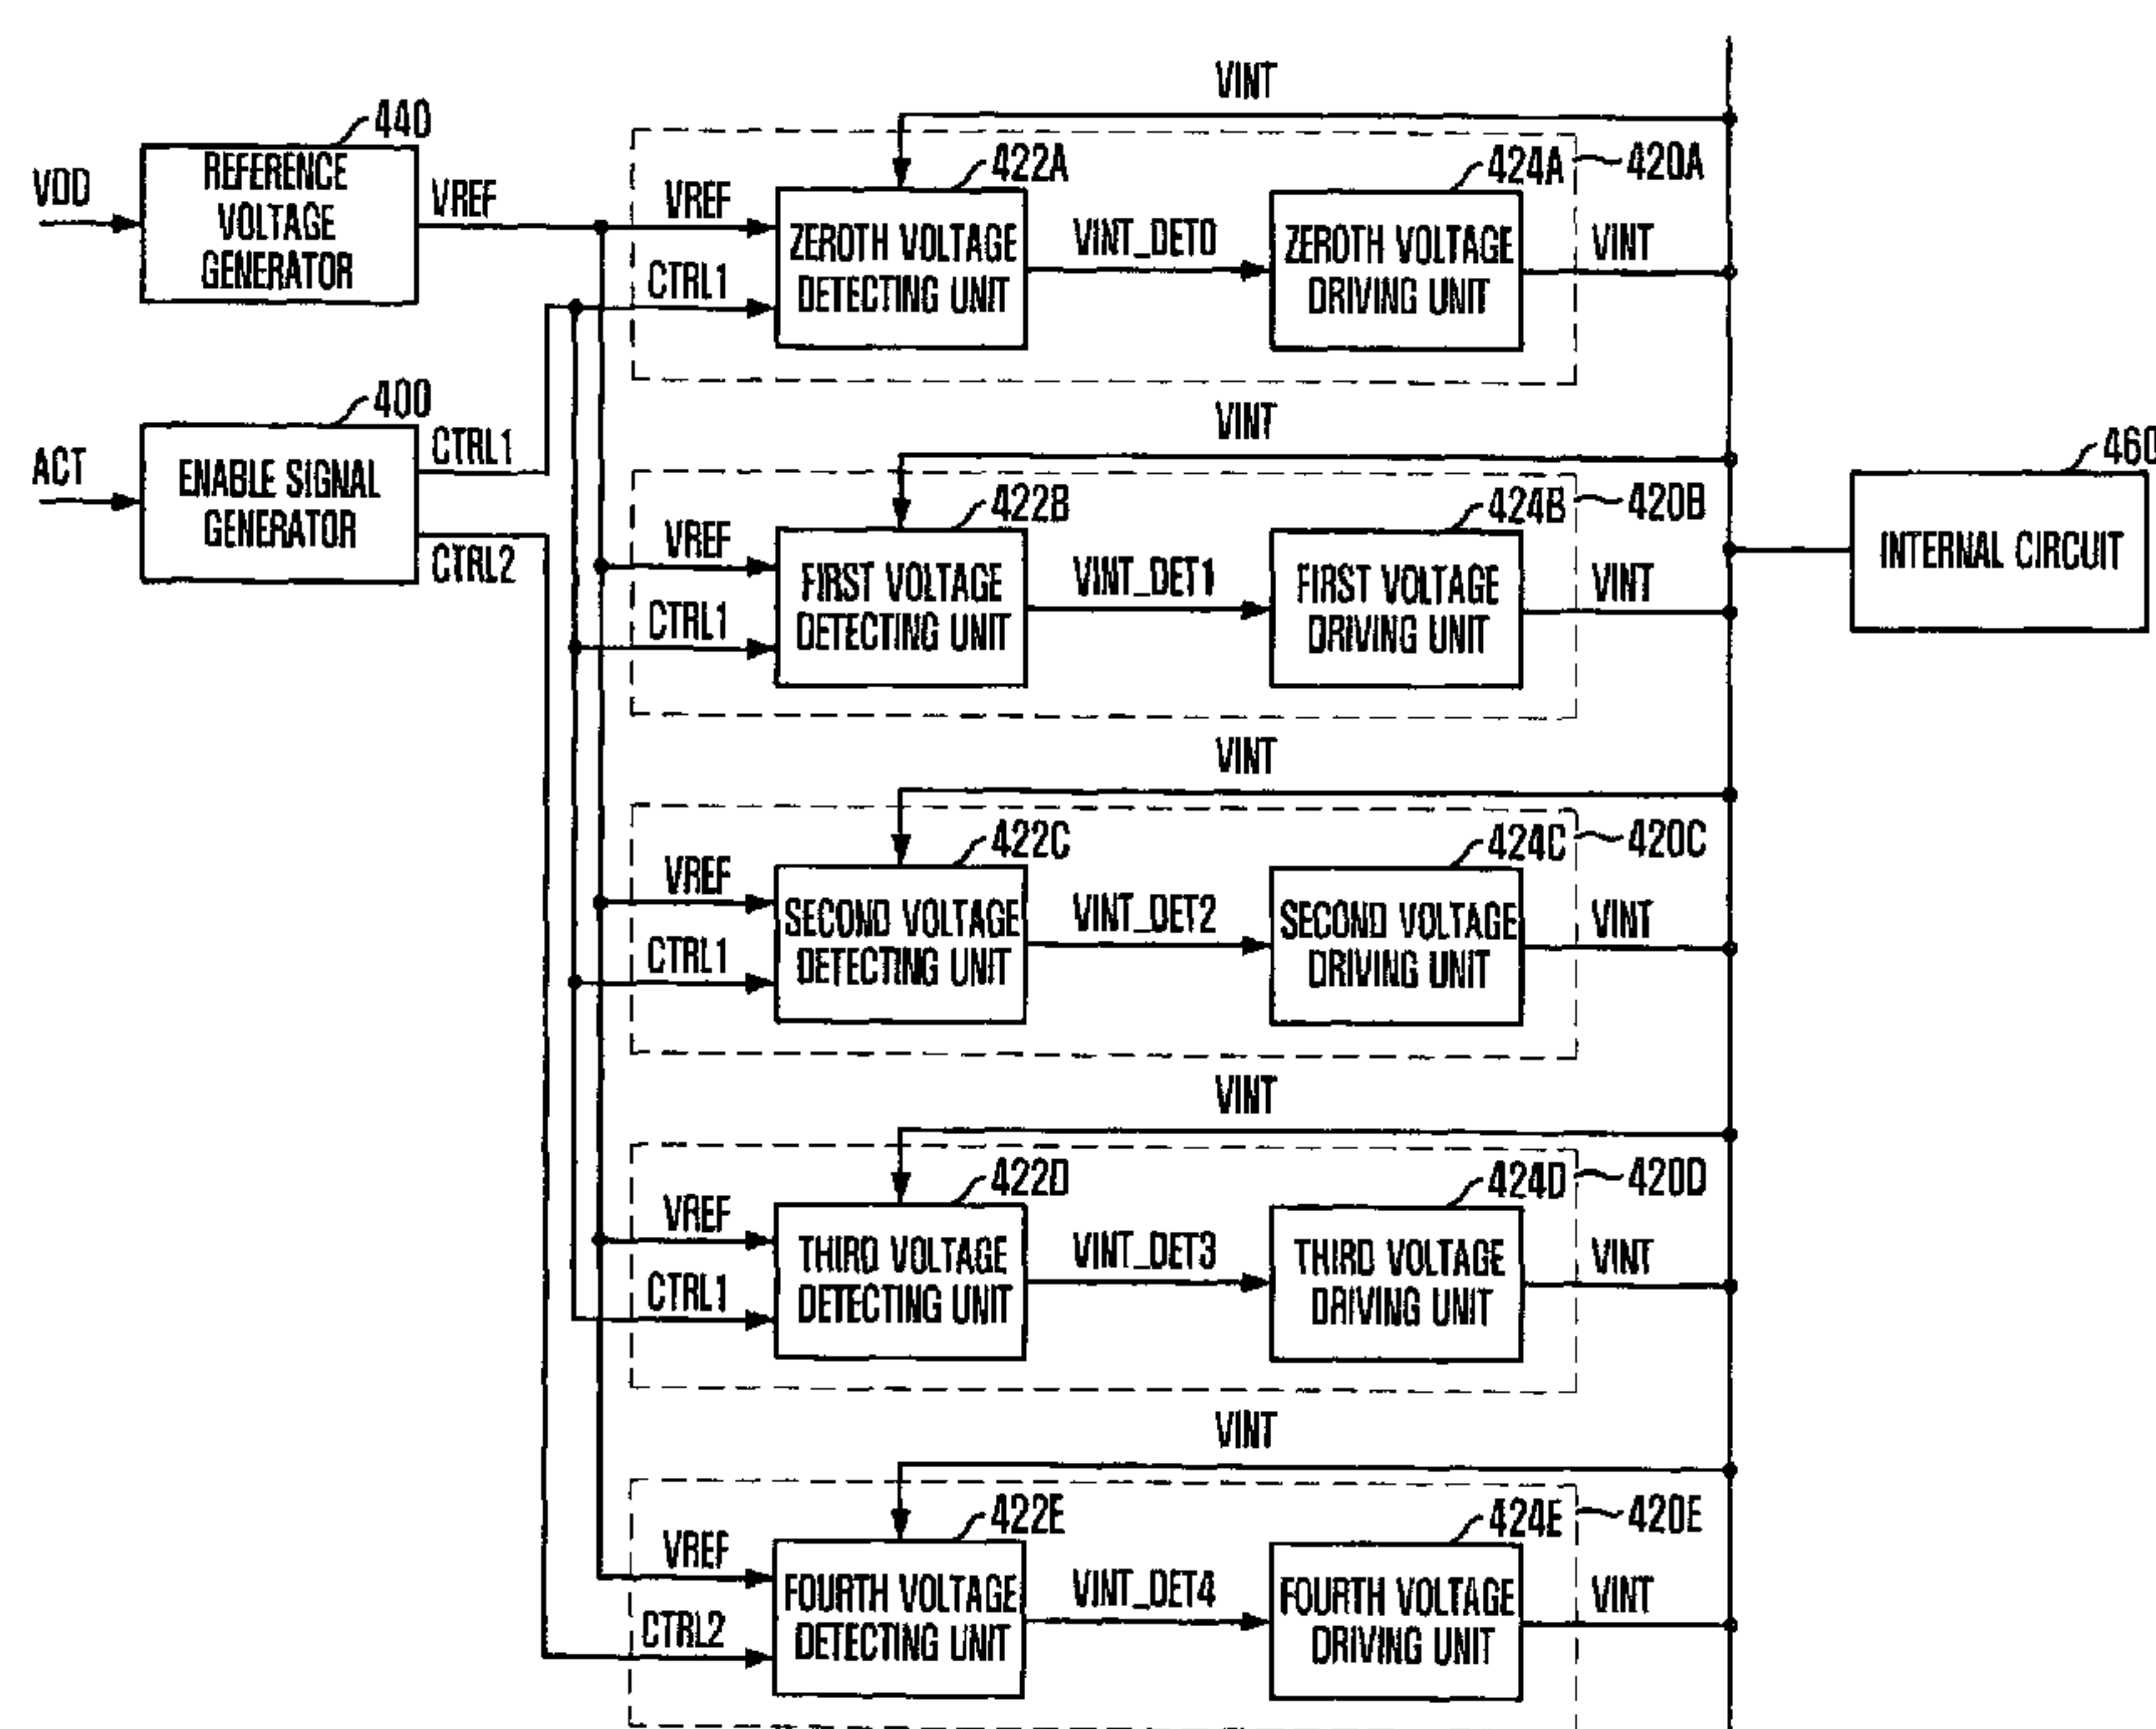 VINT
440
VDD
REFERENCE
VOLTAGE
GENERATOR
VREF
VREF
CTRL1
422A
ZEROTH VOLTAGE
DETECTING UNIT
VINT_DET0
424A
ZEROTH VOLTAGE
DRIVING UNIT
420A
VINT
400
ACT
ENABLE SIGNAL
GENERATOR
CTRL1
CTRL2
VINT
VREF
CTRL1
422B
FIRST VOLTAGE
DETECTING UNIT
VINT_DET1
424B
FIRST VOLTAGE
DRIVING UNIT
420B
VINT
460
INTERNAL CIRCUIT
VINT
VREF
CTRL1
422C
SECOND VOLTAGE
DETECTING UNIT
VINT_DET2
424C
SECOND VOLTAGE
DRIVING UNIT
420C
VINT
VINT
VREF
CTRL1
422D
THIRD VOLTAGE
DETECTING UNIT
VINT_DET3
424D
THIRD VOLTAGE
DRIVING UNIT
420D
VINT
VINT
VREF
CTRL2
422E
FOURTH VOLTAGE
DETECTING UNIT
VINT_DET4
424E
FOURTH VOLTAGE
DRIVING UNIT
420E
VINT